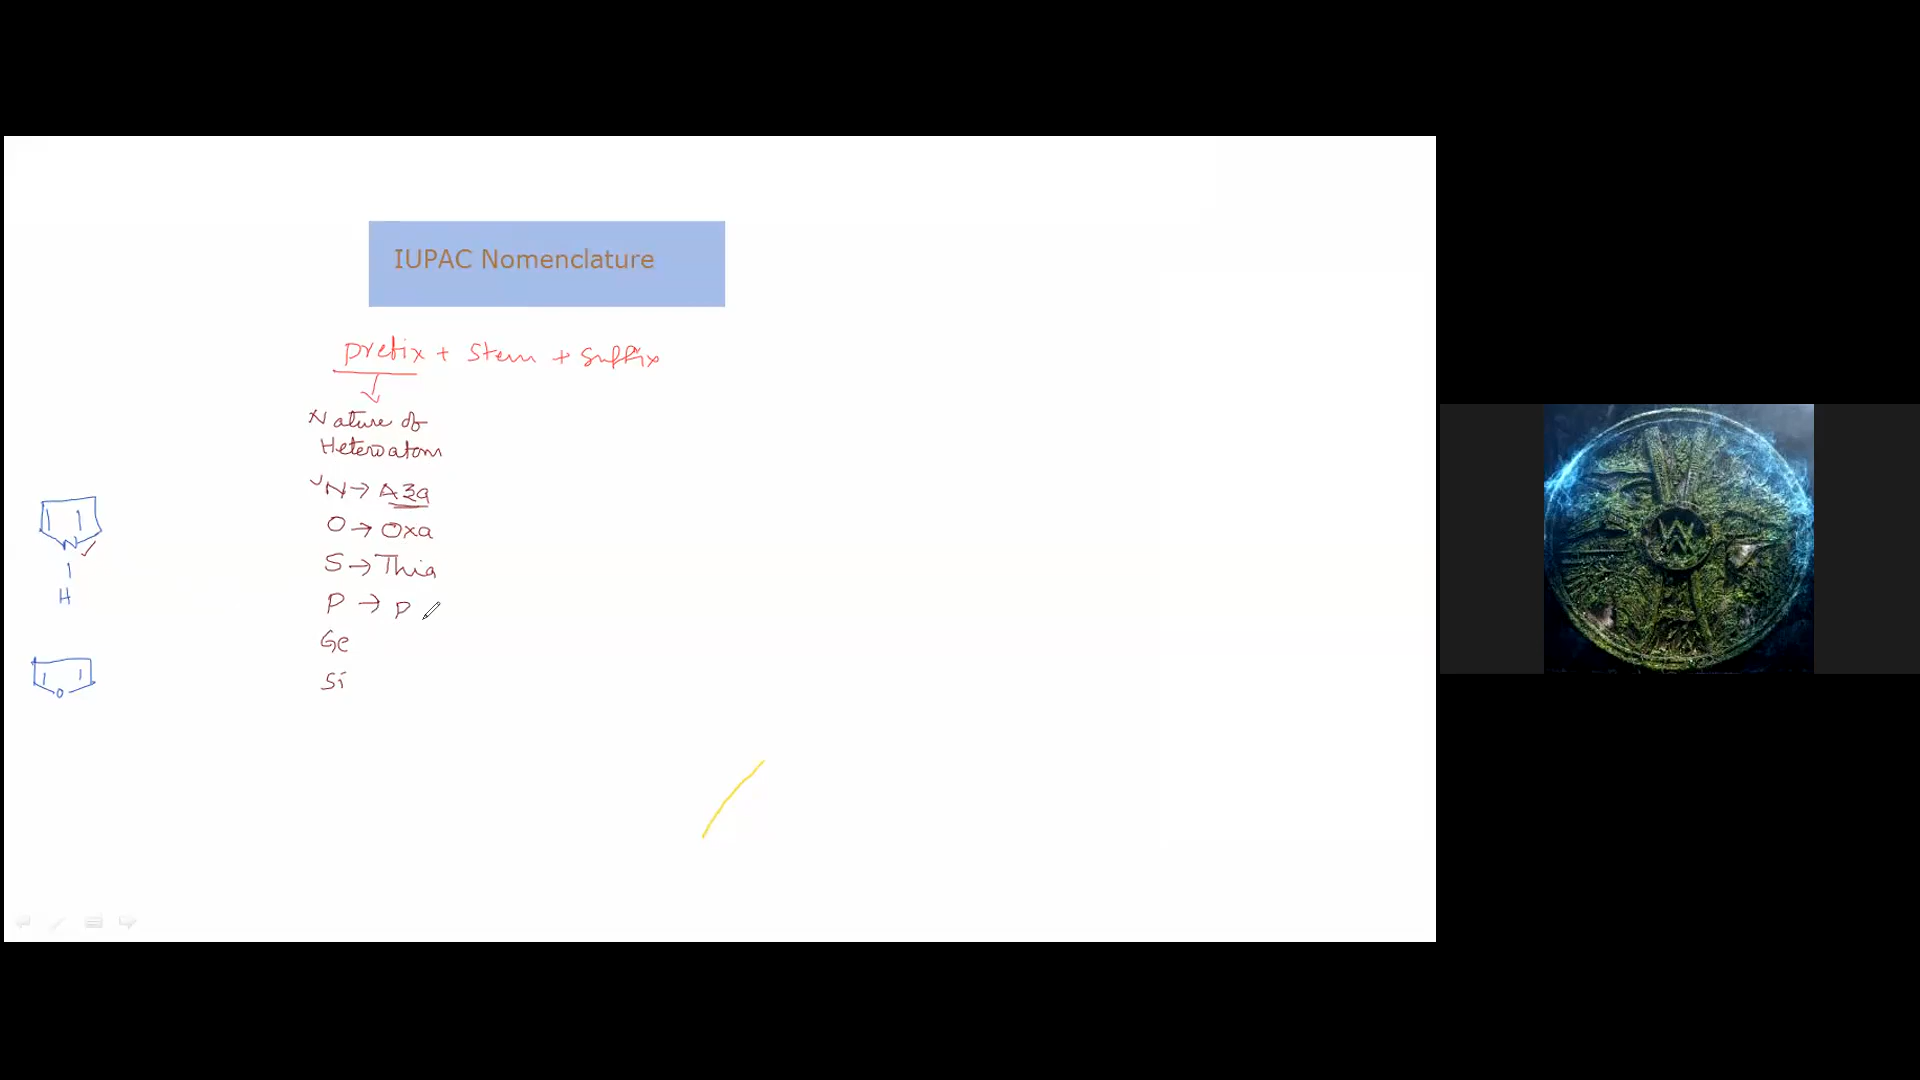 IUPAC Nomenclature
prefix + Stem + Suffix
Nature of
Heteroatom
N → Aza
O → Oxa
S → Thia
P → P
Ge
Si
N
H
O